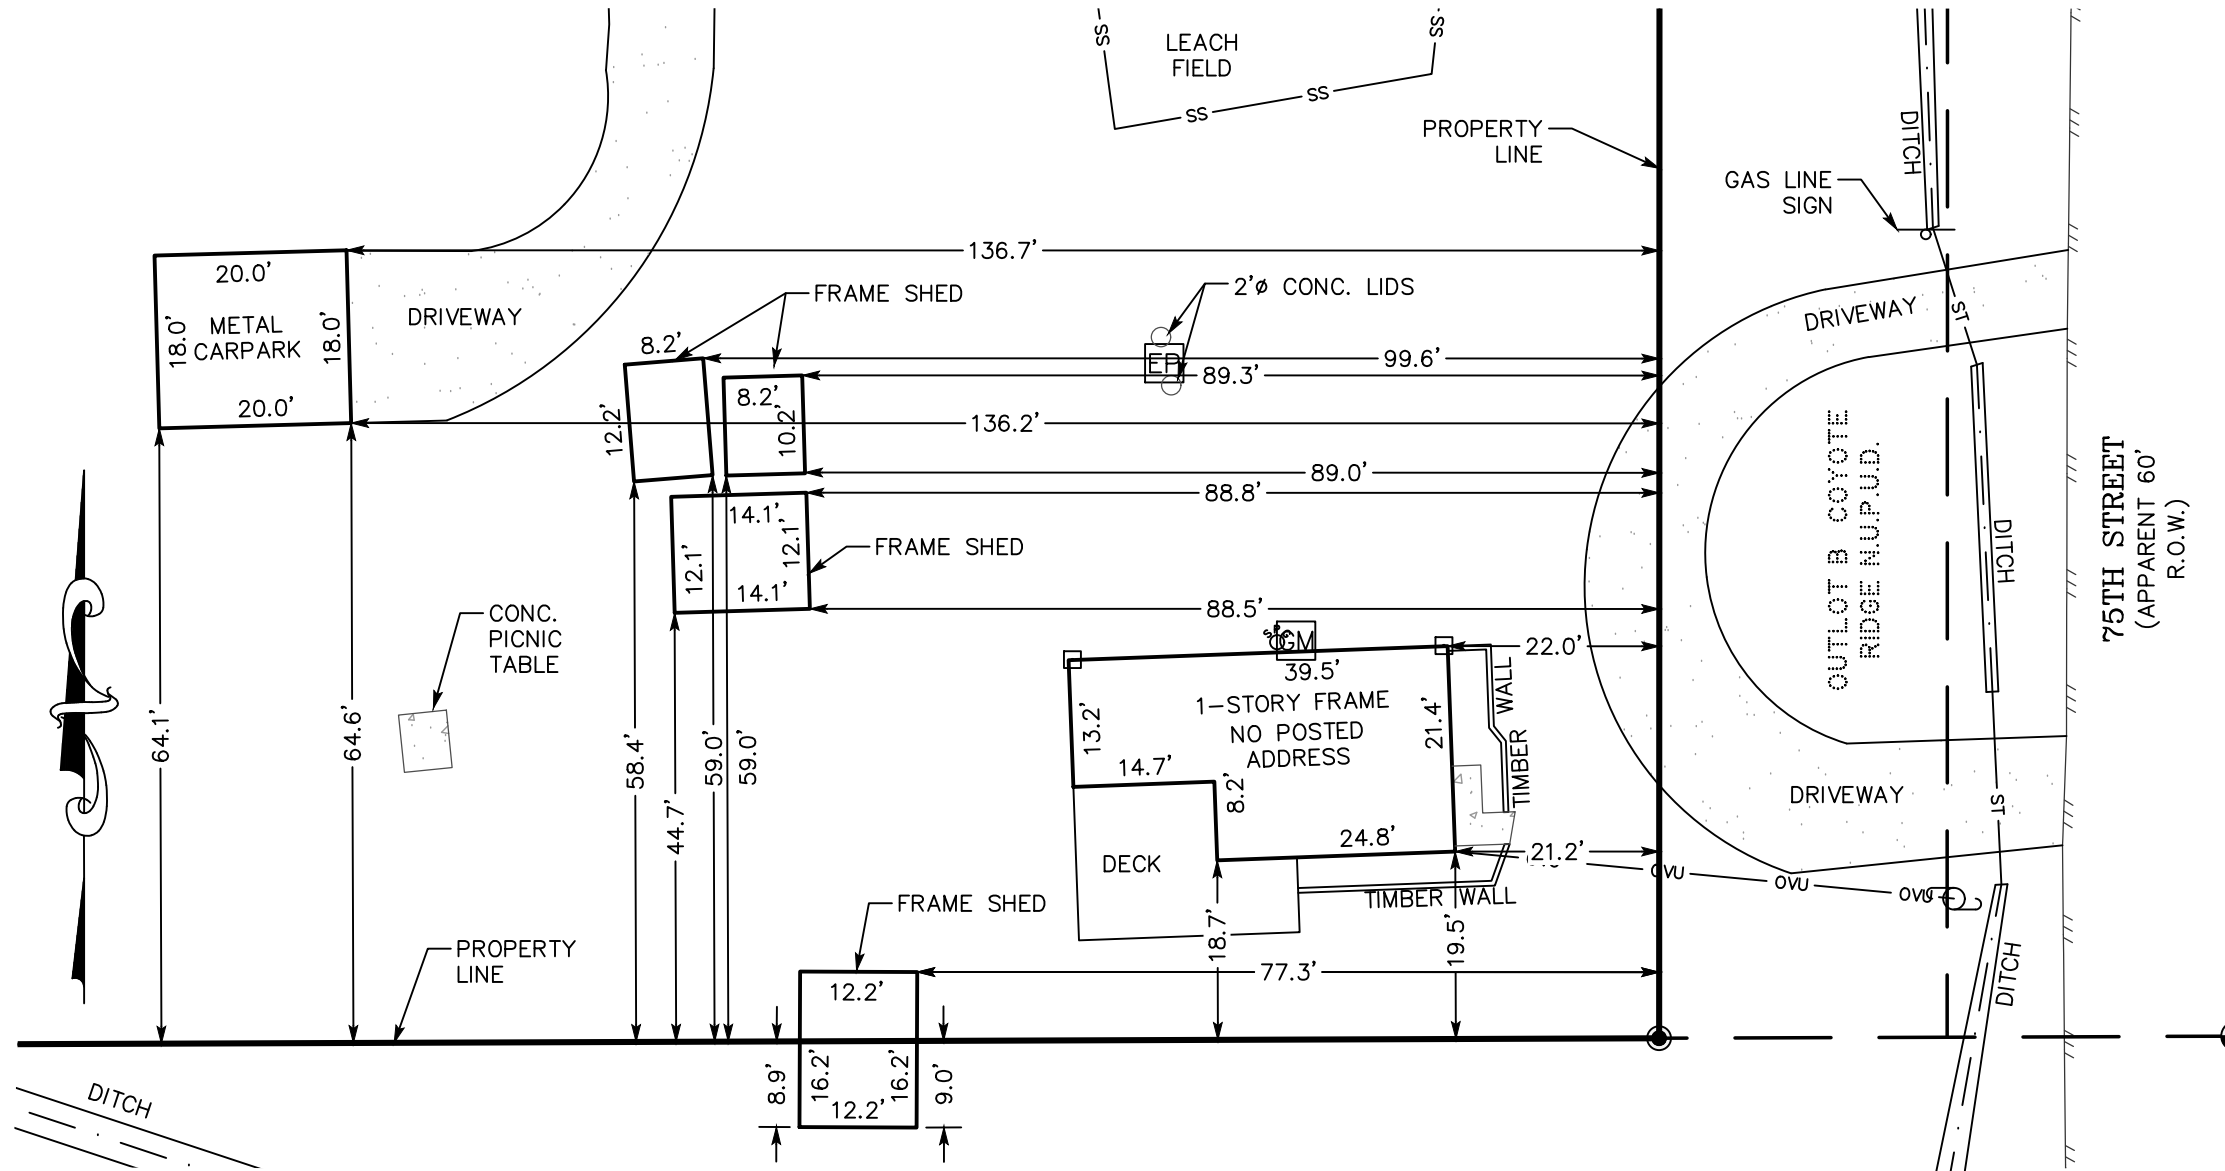 SS
SS
LEACH
FIELD
SS
SS
PROPERTY
LINE
DITCH
GAS LINE
SIGN
136.7'
20.0'
METAL
CARPARK
18.0'
18.0'
20.0'
DRIVEWAY
FRAME SHED
2'ø CONC. LIDS
DRIVEWAY
ST
8.2'
99.6'
EP
89.3'
8.2'
12.2'
10.2'
136.2'
89.0'
88.8'
14.1'
12.1'
12.1'
14.1'
FRAME SHED
88.5'
OUTLOT B COYOTE
RIDGE N.U.P.U.D.
DITCH
75TH STREET
(APPARENT 60'
R.O.W.)
CONC.
PICNIC
TABLE
GM
22.0'
39.5'
1-STORY FRAME
NO POSTED
ADDRESS
13.2'
21.4'
14.7'
8.2'
24.8'
TIMBER WALL
DRIVEWAY
ST
64.1'
64.6'
58.4'
44.7'
59.0'
59.0'
DECK
21.2'
OVU
OVU
OVU
TIMBER WALL
18.7'
19.5'
FRAME SHED
PROPERTY
LINE
77.3'
12.2'
DITCH
8.9'
16.2'
16.2'
9.0'
12.2'
DITCH